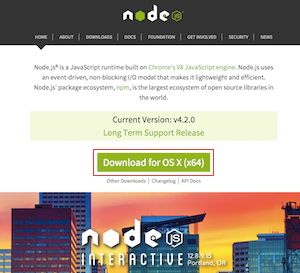 node JS
HOME | ABOUT | DOWNLOADS | DOCS | FOUNDATION | GET INVOLVED | SECURITY | NEWS
Node.js® is a JavaScript runtime built on Chrome's V8 JavaScript engine. Node.js uses
an event-driven, non-blocking I/O model that makes it lightweight and efficient.
Node.js' package ecosystem, npm, is the largest ecosystem of open source libraries in
the world.
Current Version: v4.2.0
Long Term Support Release
Download for OS X (x64)
Other Downloads | Changelog | API Docs
node JS
INTERACTIVE
12.8-9.15
Portland, OR